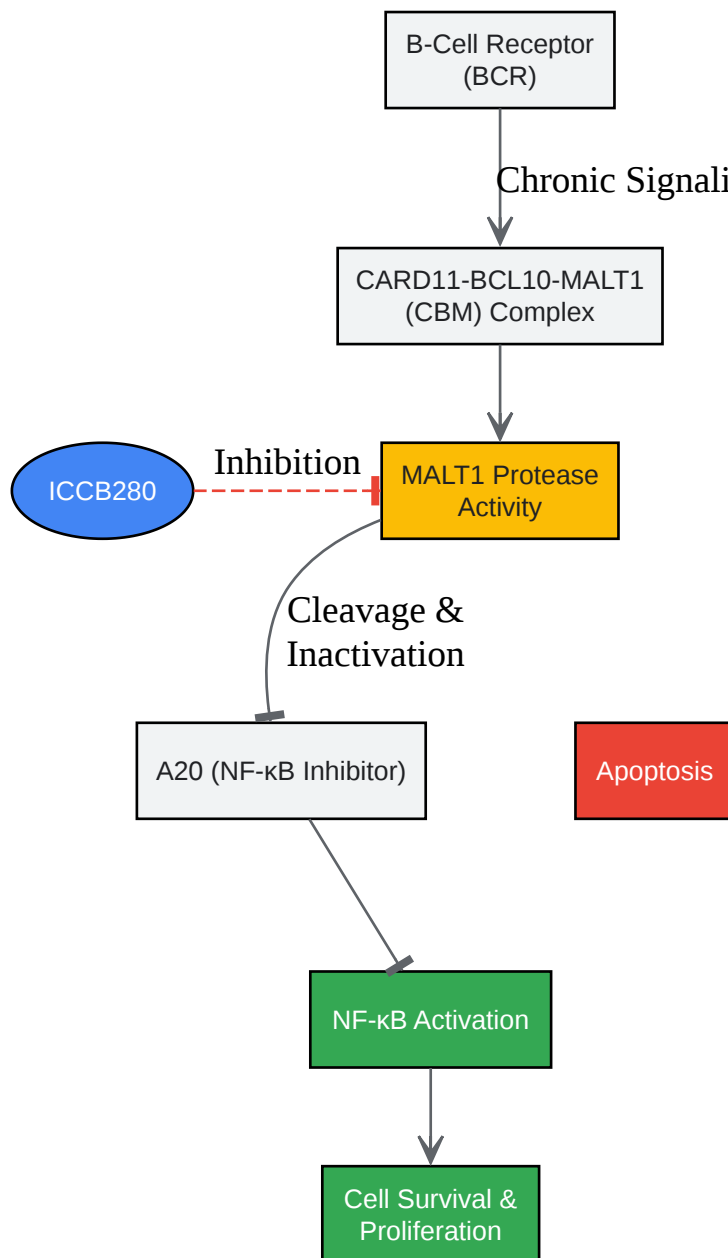 B-Cell Receptor
(BCR)
Chronic Signali
CARD11-BCL10-MALT1
(CBM) Complex
Inhibition
ICCB280
MALT1 Protease
Activity
Cleavage &
Inactivation
A20 (NF-κB Inhibitor)
Apoptosis
NF-κB Activation
Cell Survival &
Proliferation